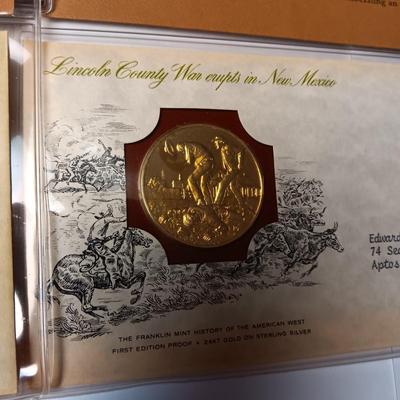 Lincoln County War erupts in New Mexico
Edward
74 Sea
Aptos
THE FRANKLIN MINT HISTORY OF THE AMERICAN WEST
FIRST EDITION PROOF • 24KT GOLD ON STERLING SILVER